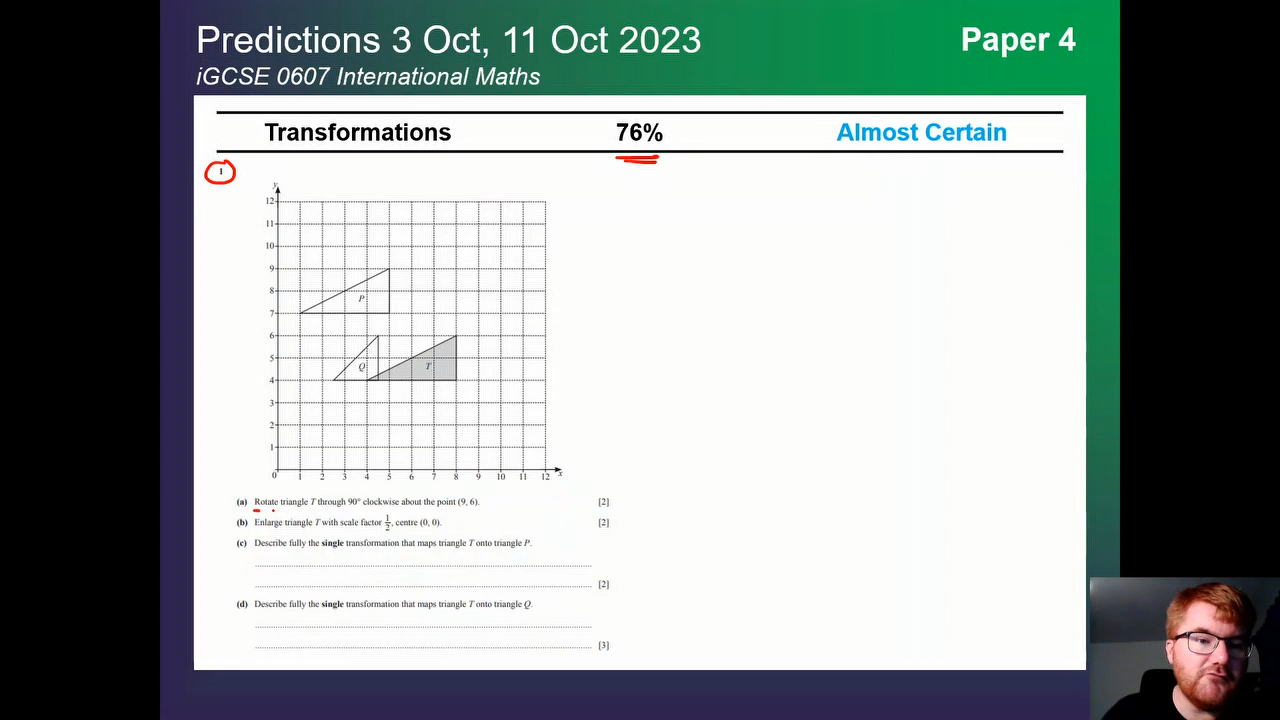 Predictions 3 Oct, 11 Oct 2023
Paper 4
iGCSE 0607 International Maths
Transformations 76% Almost Certain
1
y
12
11
10
9
8
7
6
5
4
3
2
1
P
Q
T
0 1 2 3 4 5 6 7 8 9 10 11 12 x
(a) Rotate triangle T through 90° clockwise about the point (9, 6). [2]
(b) Enlarge triangle T with scale factor 1/2, centre (0, 0). [2]
(c) Describe fully the single transformation that maps triangle T onto triangle P.
[2]
(d) Describe fully the single transformation that maps triangle T onto triangle Q.
[3]